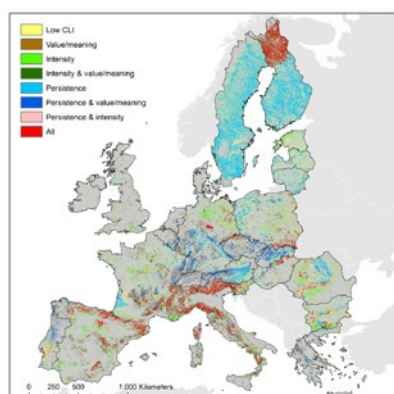 Low CLI
Value/meaning
Intensity
Intensity & value/meaning
Persistence
Persistence & value/meaning
Persistence & intensity
All
0 250 500 1,000 Kilometers